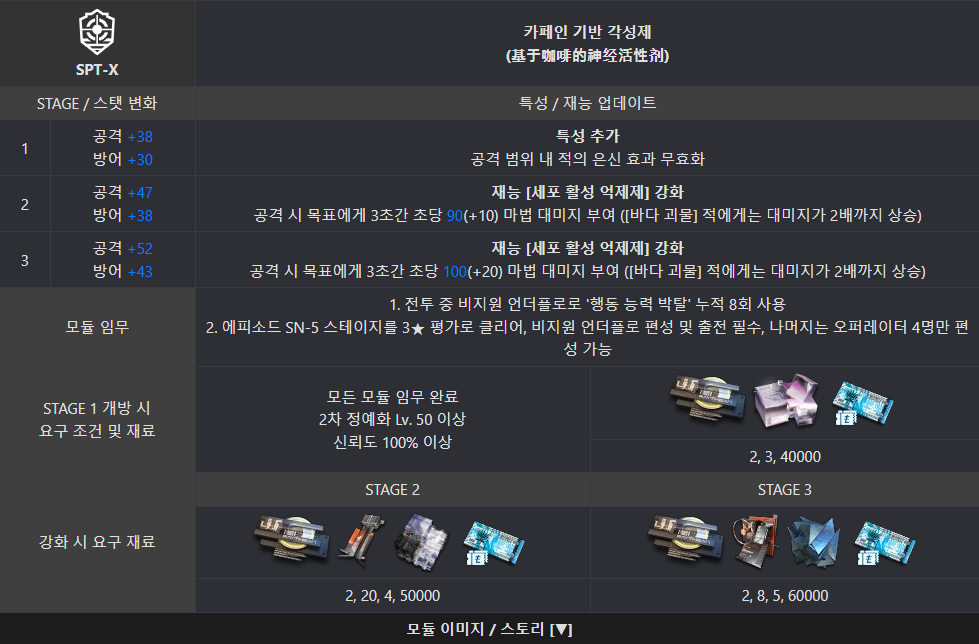 SPT-X
카페인 기반 각성제
(基于咖啡的神经活性剂)
STAGE / 스탯 변화
특성 / 재능 업데이트
1
공격 +38
방어 +30
특성 추가
공격 범위 내 적의 은신 효과 무효화
2
공격 +47
방어 +38
재능 [세포 활성 억제제] 강화
공격 시 목표에게 3초간 초당 90(+10) 마법 대미지 부여 ([바다 괴물] 적에게는 대미지가 2배까지 상승)
3
공격 +52
방어 +43
재능 [세포 활성 억제제] 강화
공격 시 목표에게 3초간 초당 100(+20) 마법 대미지 부여 ([바다 괴물] 적에게는 대미지가 2배까지 상승)
모듈 임무
1. 전투 중 비지원 언더플로로 '행동 능력 박탈' 누적 8회 사용
2. 에피소드 SN-5 스테이지를 3★ 평가로 클리어, 비지원 언더플로 편성 및 출전 필수, 나머지는 오퍼레이터 4명만 편
성 가능
STAGE 1 개방 시
요구 조건 및 재료
모든 모듈 임무 완료
2차 정예화 Lv. 50 이상
신뢰도 100% 이상
2, 3, 40000
강화 시 요구 재료
STAGE 2
STAGE 3
2, 20, 4, 50000
2, 8, 5, 60000
모듈 이미지 / 스토리 [▼]